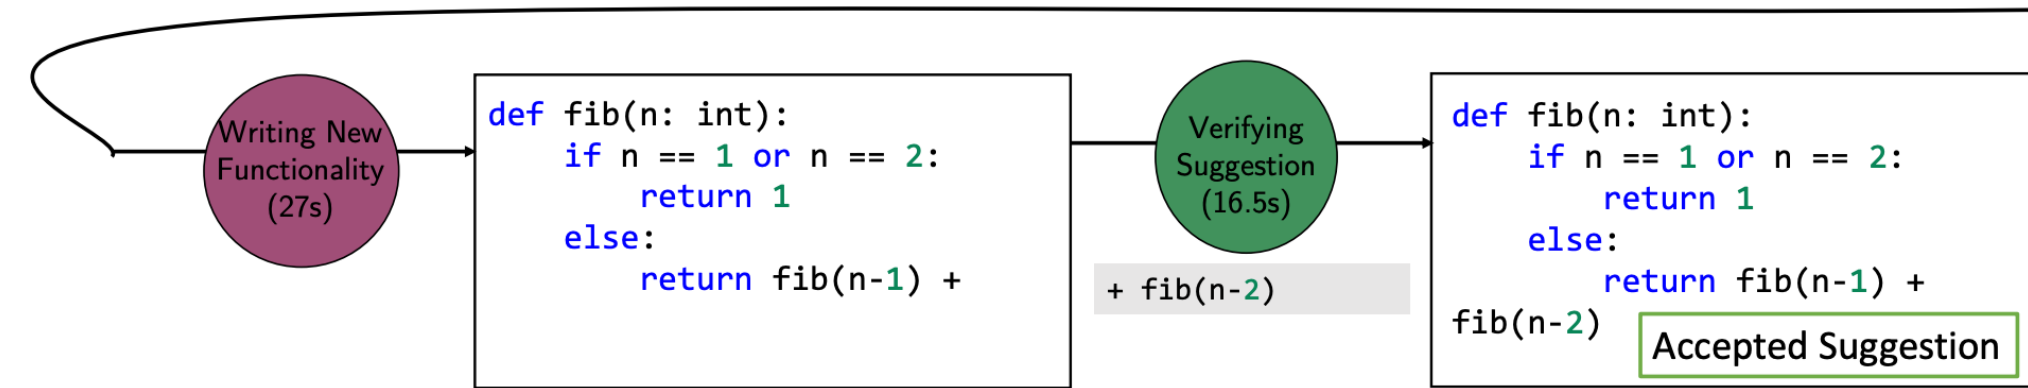 Writing New
Functionality
(27s)
def fib(n: int):
    if n == 1 or n == 2:
        return 1
    else:
        return fib(n-1) +
Verifying
Suggestion
(16.5s)
+ fib(n-2)
def fib(n: int):
    if n == 1 or n == 2:
        return 1
    else:
        return fib(n-1) +
fib(n-2)
Accepted Suggestion